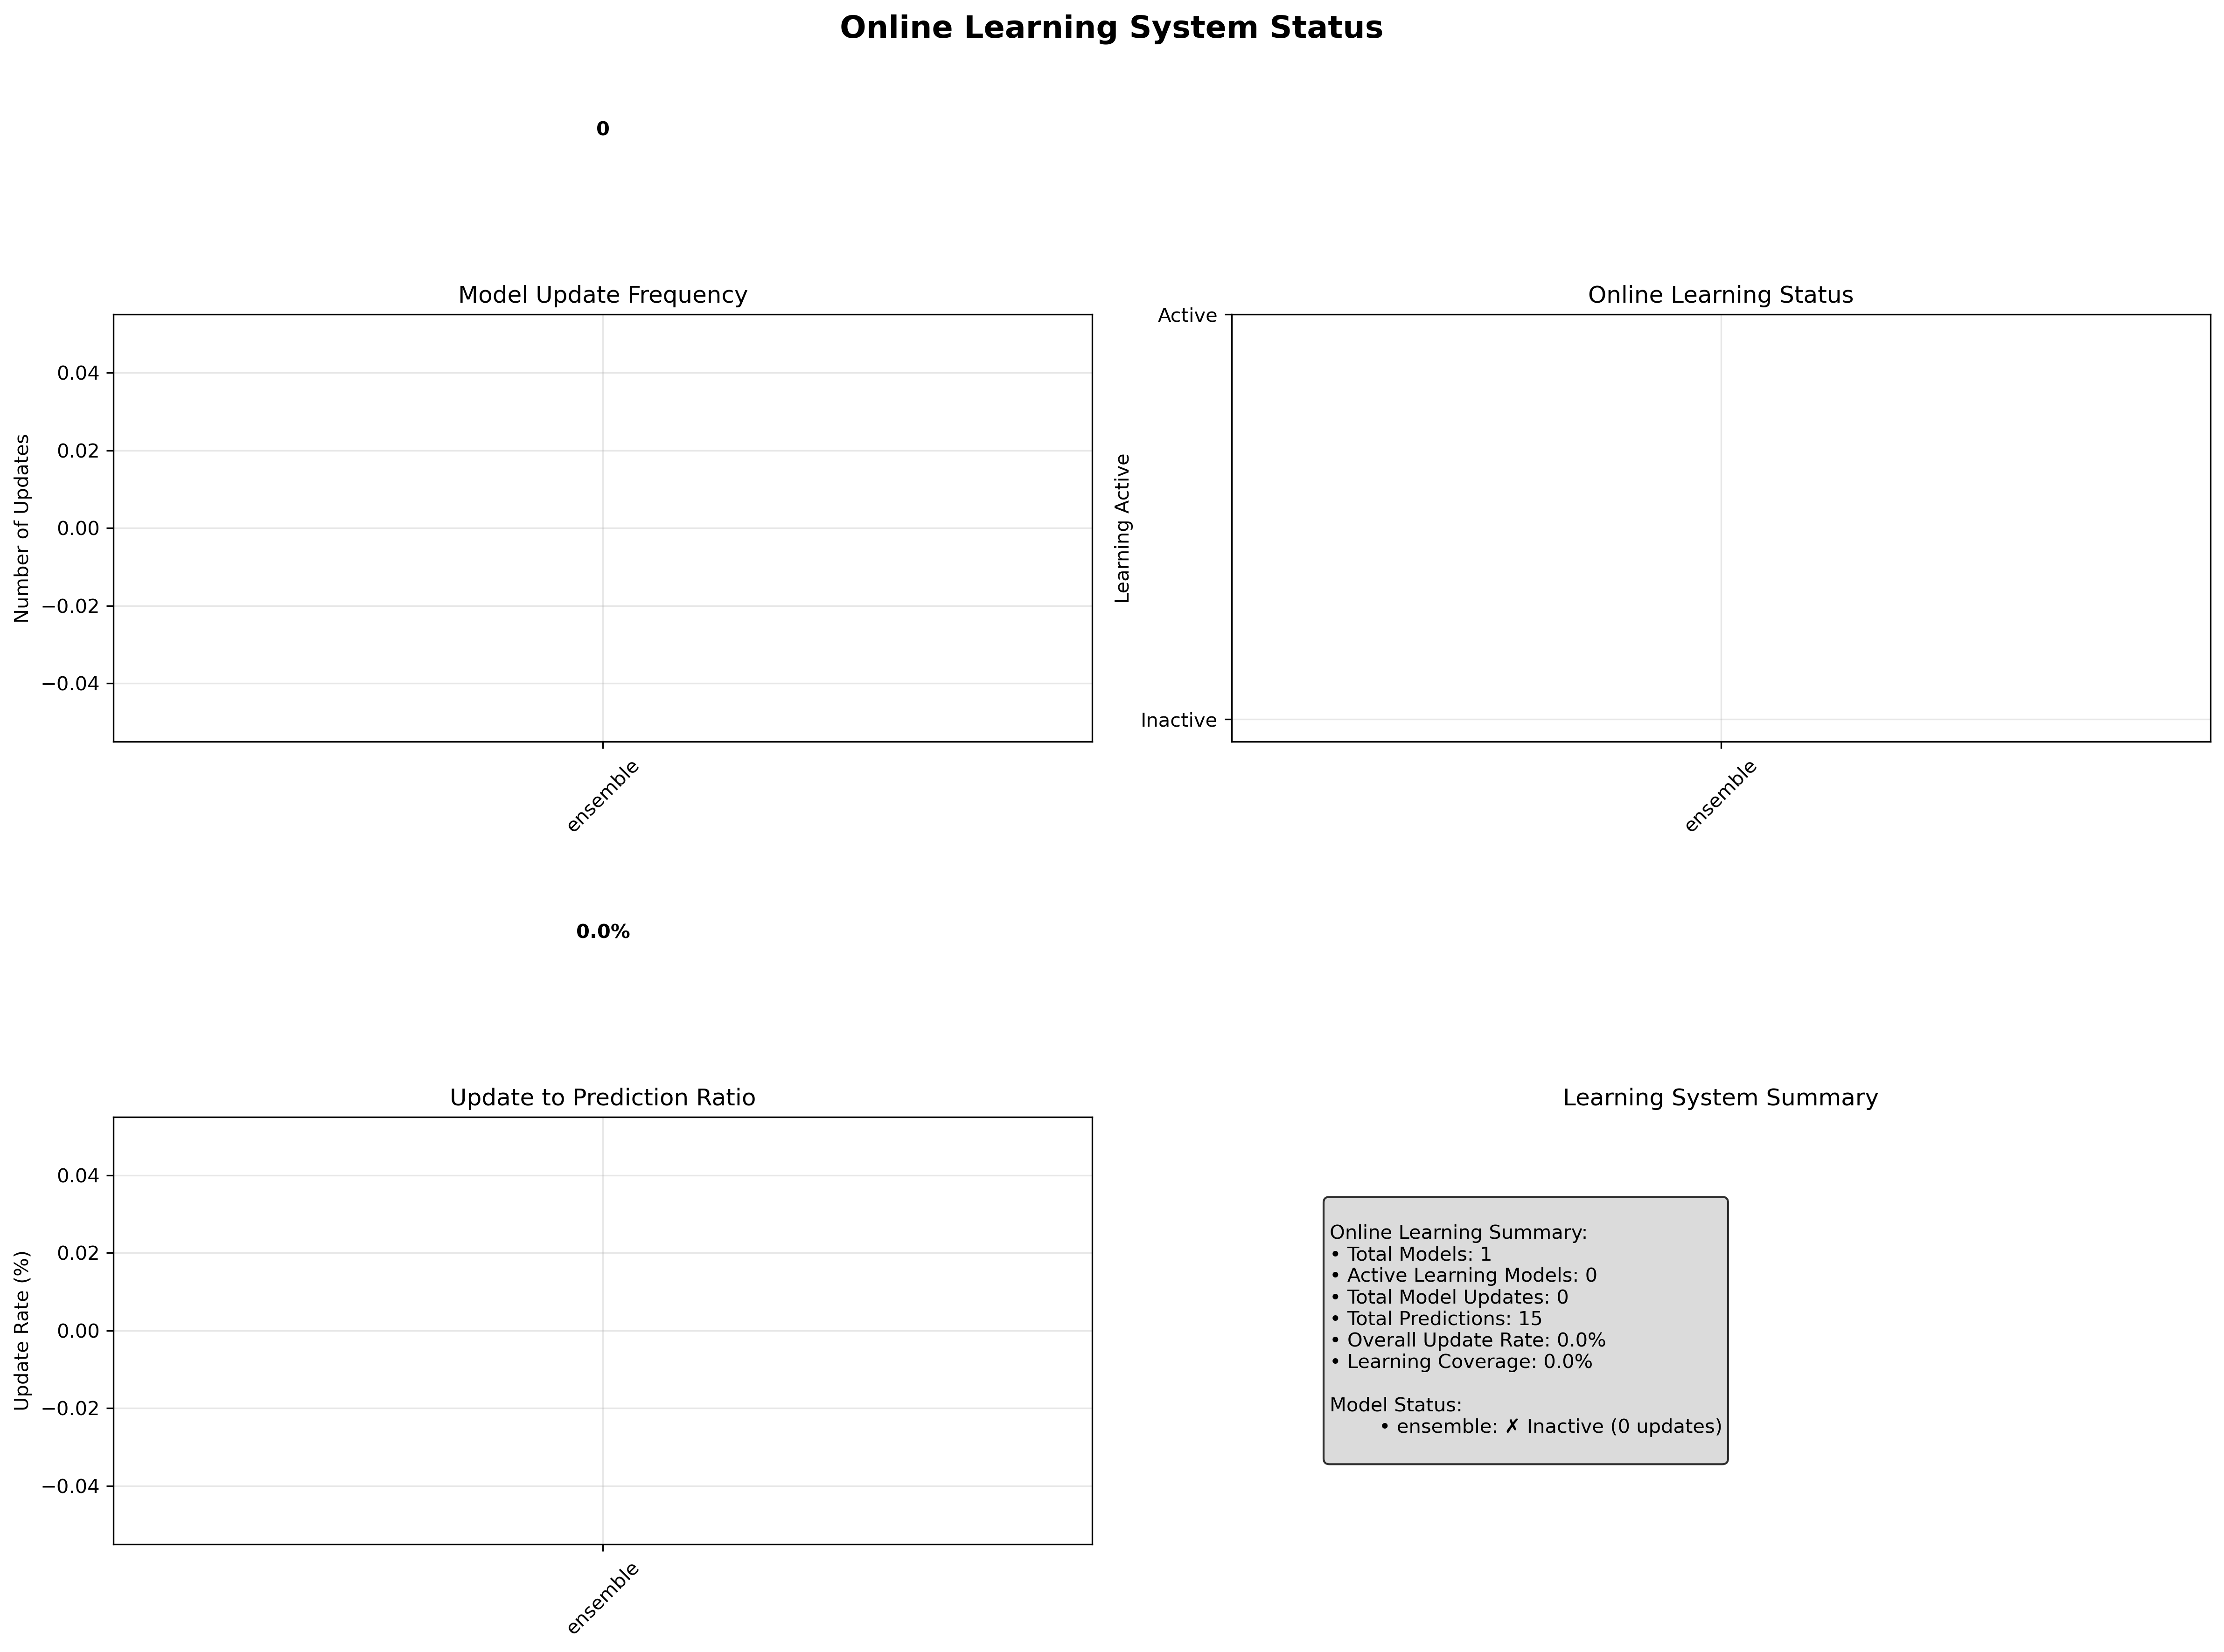 Online Learning System Status
0
Model Update Frequency
Number of Updates
0.04
0.02
0.00
−0.02
−0.04
ensemble
Online Learning Status
Learning Active
Active
Inactive
ensemble
0.0%
Update to Prediction Ratio
Update Rate (%)
0.04
0.02
0.00
−0.02
−0.04
ensemble
Learning System Summary
Online Learning Summary:
• Total Models: 1
• Active Learning Models: 0
• Total Model Updates: 0
• Total Predictions: 15
• Overall Update Rate: 0.0%
• Learning Coverage: 0.0%
Model Status:
• ensemble: ✗ Inactive (0 updates)